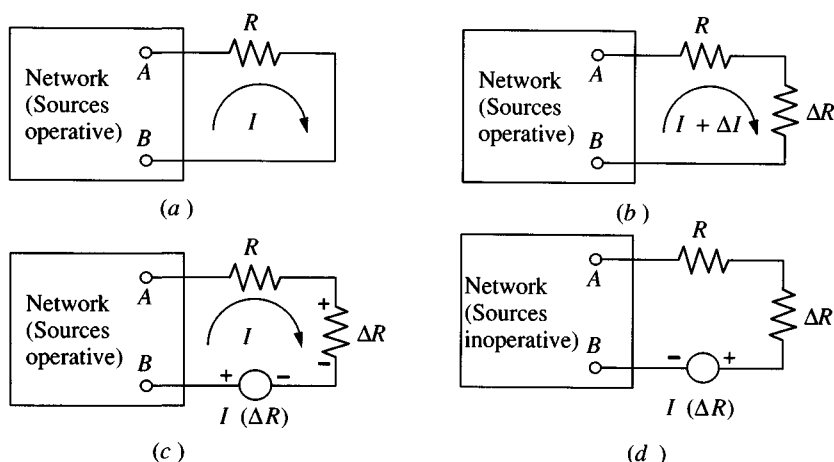 R
A
Network
(Sources
operative)
I
B
(a)
R
A
Network
(Sources
operative)
I + ΔI
ΔR
B
(b)
R
A
Network
(Sources
operative)
I
+
ΔR
−
B
+ −
I (ΔR)
(c)
R
A
Network
(Sources
inoperative)
ΔR
B
− +
I (ΔR)
(d)